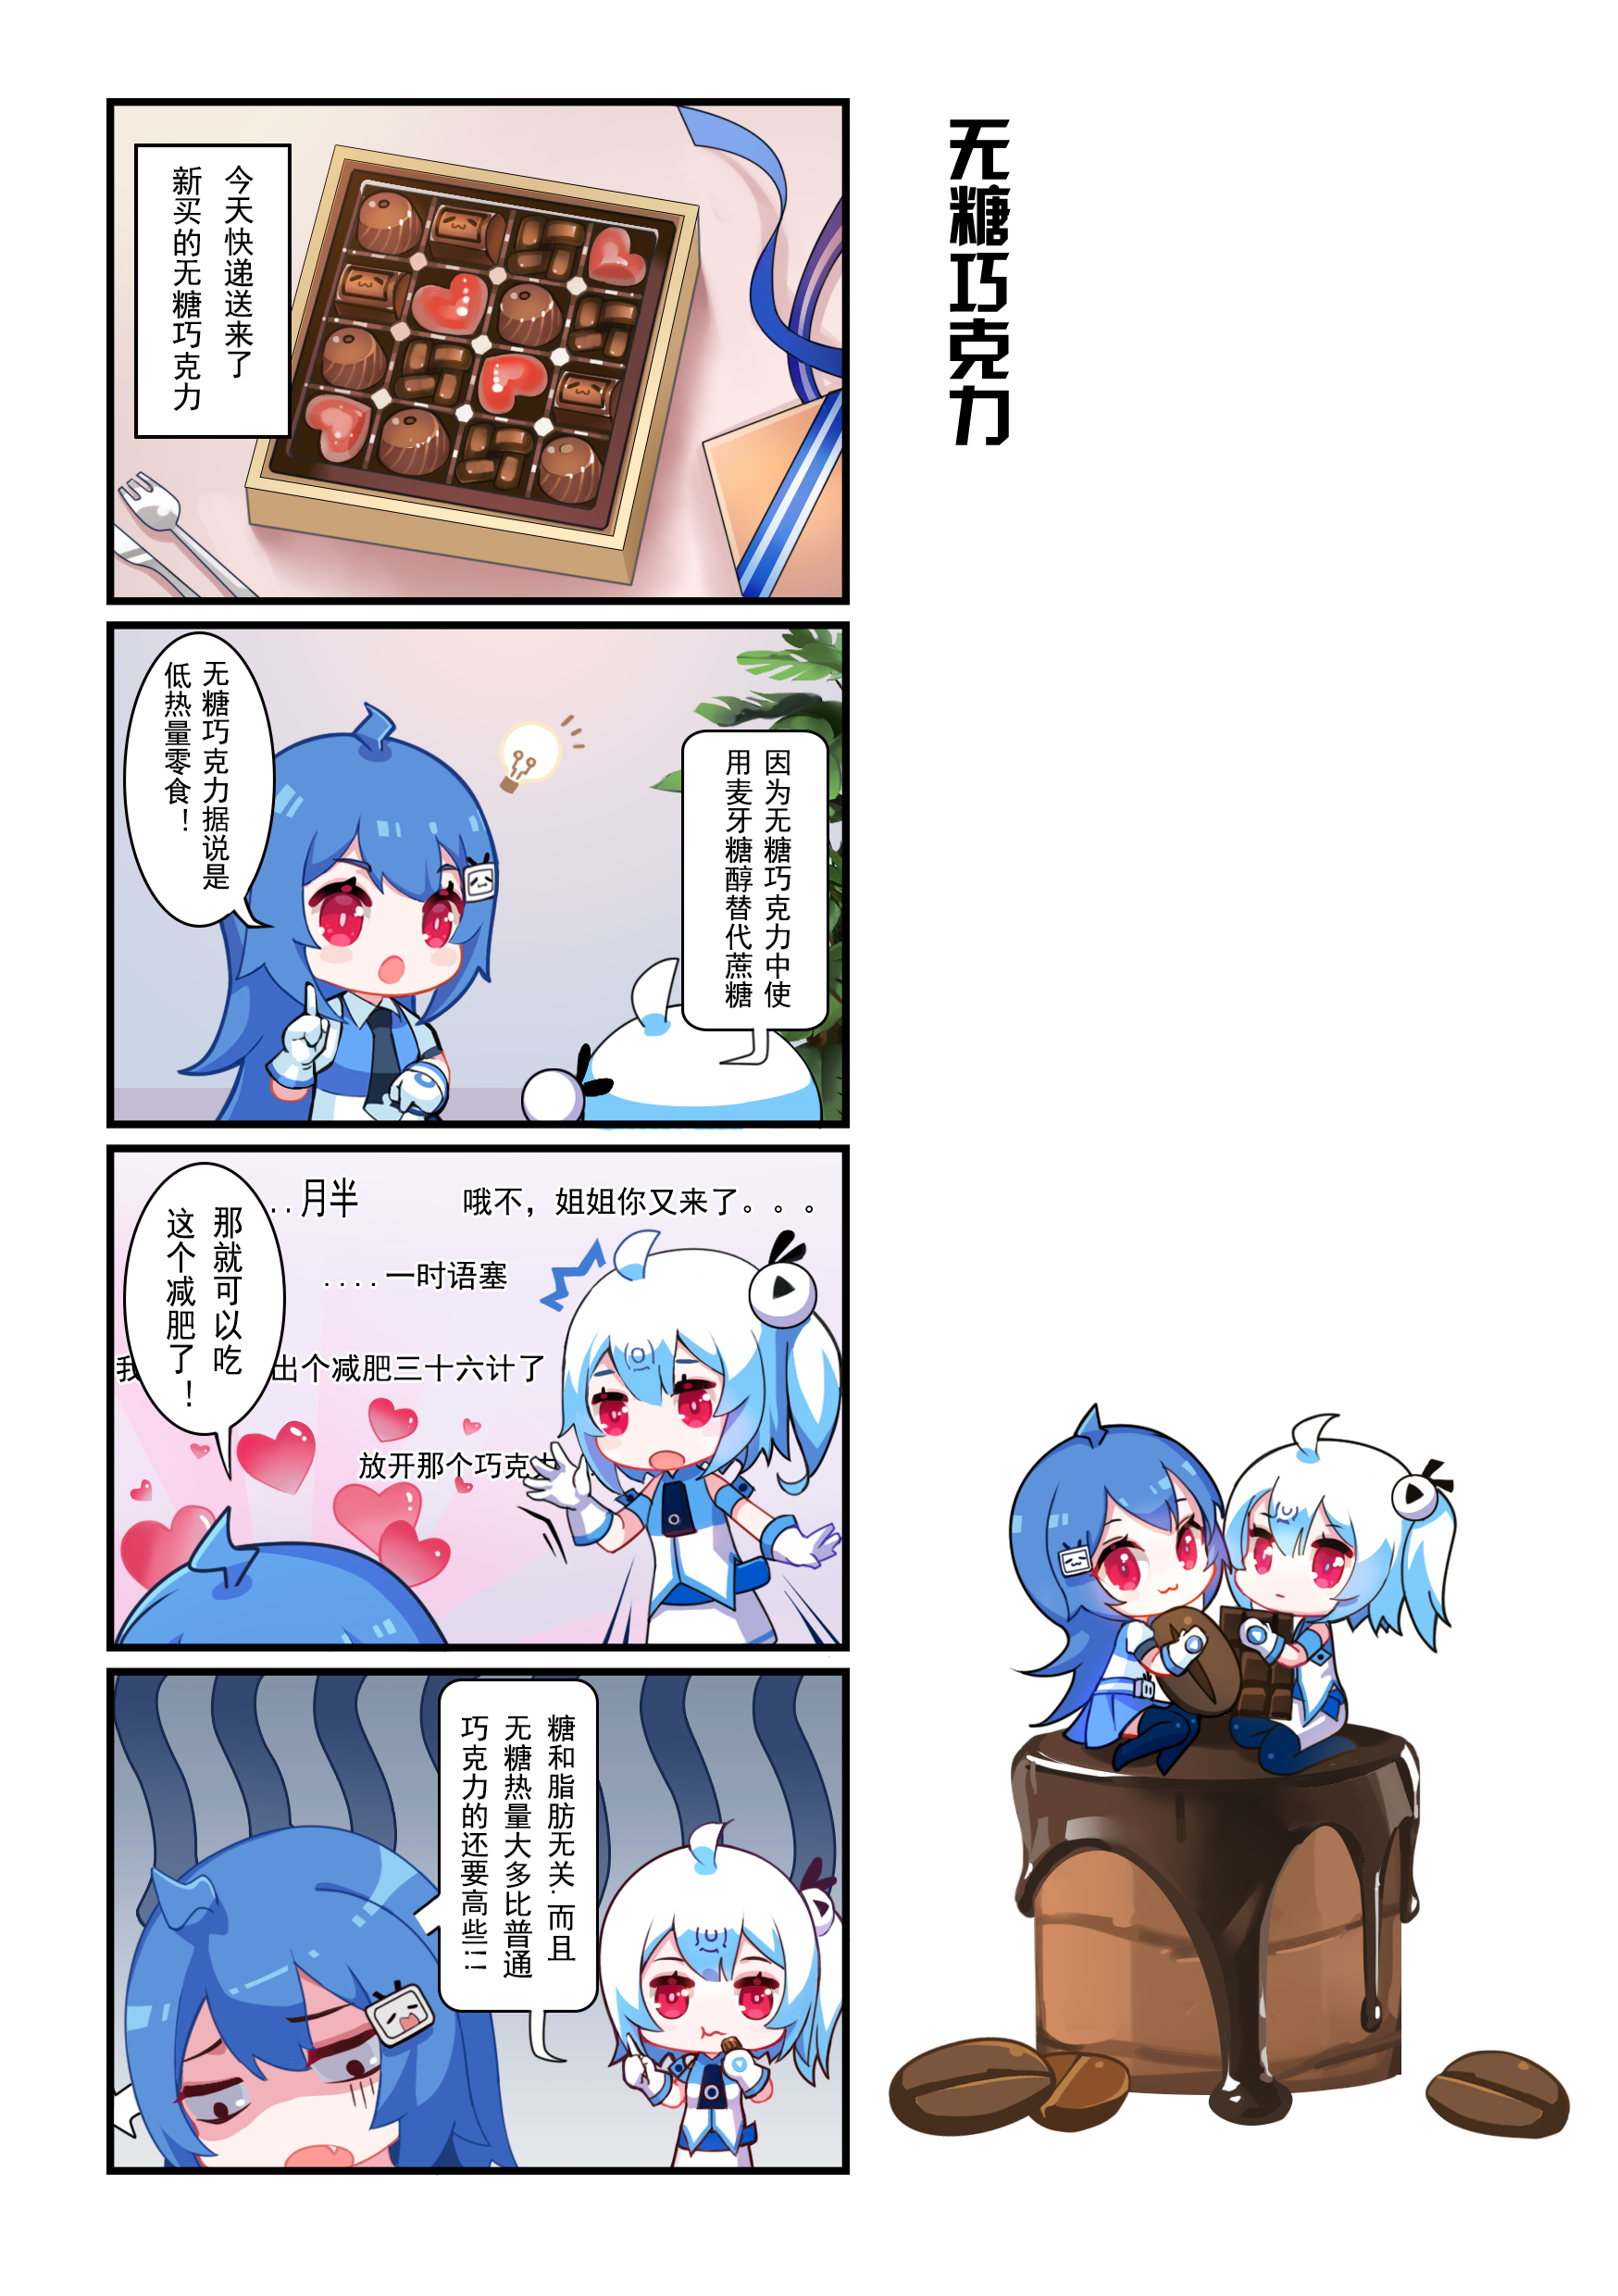 无糖巧克力
今天快递送来了
新买的无糖巧克力
无糖巧克力据说是
低热量零食！
因为无糖巧克力中使
用麦牙糖醇替代蔗糖
那就可以吃
这个减肥了！
..月半
哦不，姐姐你又来了。。。
....一时语塞
我
出个减肥三十六计了
放开那个巧克
糖和脂肪无关.而且
无糖热量大多比普通
巧克力的还要高些!!